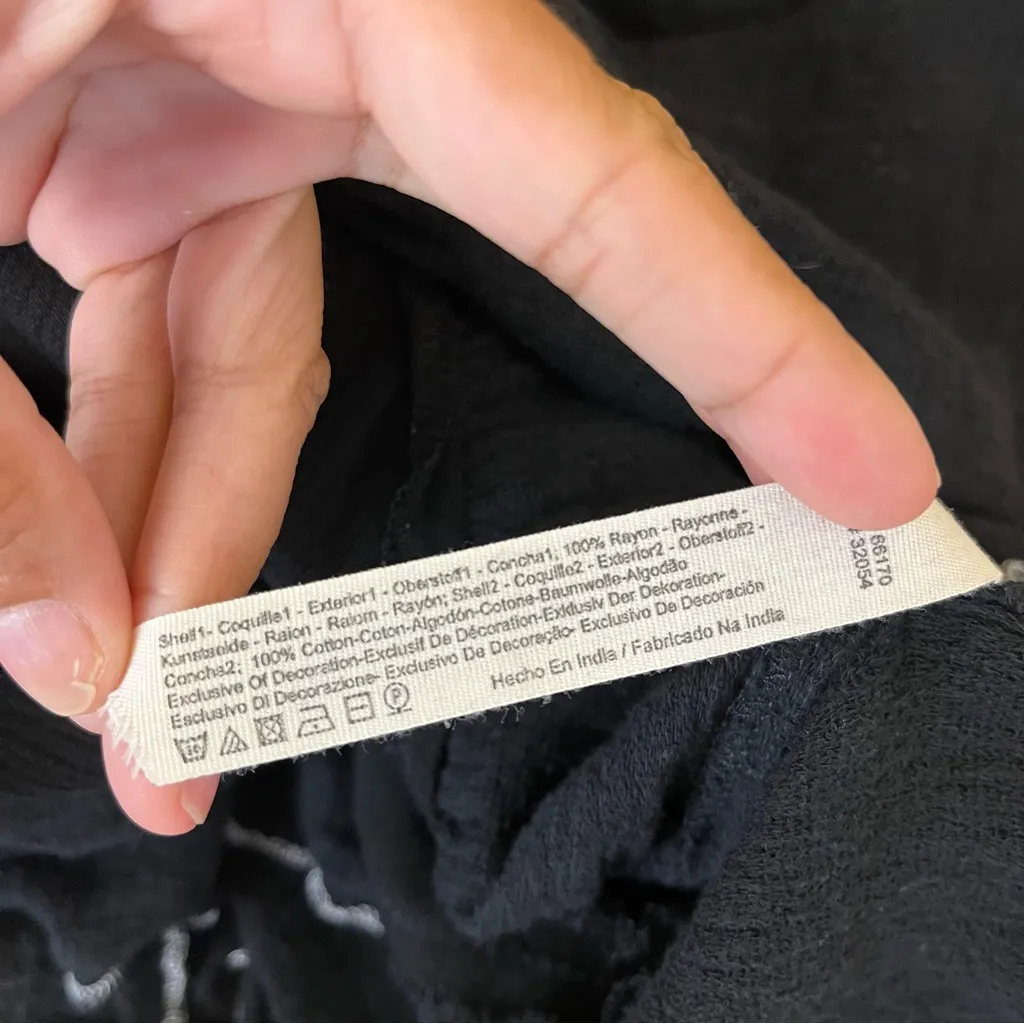 Shell1- Coquille1 - Exterior1 - Oberstoff1 - Concha1; 100% Rayon - Rayonne -
Kunstseide - Raion - Raiom - Rayón; Shell2 - Coquille2 - Exterior2 - Oberstoff2 -
Concha2; 100% Cotton-Coton-Algodón-Cotone-Baumwolle-Algodão
Exclusive Of Decoration-Exclusif De Décoration-Exklusiv Der Dekoration-
Esclusivo Di Decorazione- Exclusivo De Decoração- Exclusivo De Decoración
30
P
Hecho En India / Fabricado Na India
66170
32054